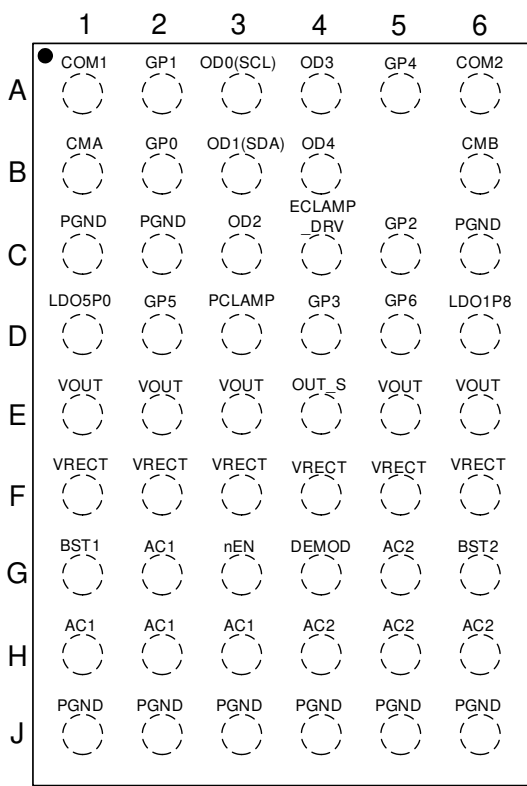 1 2 3 4 5 6
A COM1 GP1 OD0(SCL) OD3 GP4 COM2
B CMA GP0 OD1(SDA) OD4 CMB
C PGND PGND OD2 ECLAMP _DRV GP2 PGND
D LDO5P0 GP5 PCLAMP GP3 GP6 LDO1P8
E VOUT VOUT VOUT OUT_S VOUT VOUT
F VRECT VRECT VRECT VRECT VRECT VRECT
G BST1 AC1 nEN DEMOD AC2 BST2
H AC1 AC1 AC1 AC2 AC2 AC2
J PGND PGND PGND PGND PGND PGND